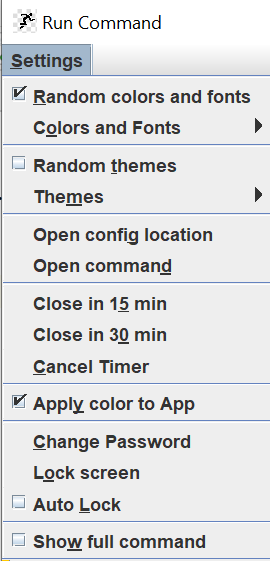 Run Command
Settings
Random colors and fonts
Colors and Fonts
Random themes
Themes
Open config location
Open command
Close in 15 min
Close in 30 min
Cancel Timer
Apply color to App
Change Password
Lock screen
Auto Lock
Show full command